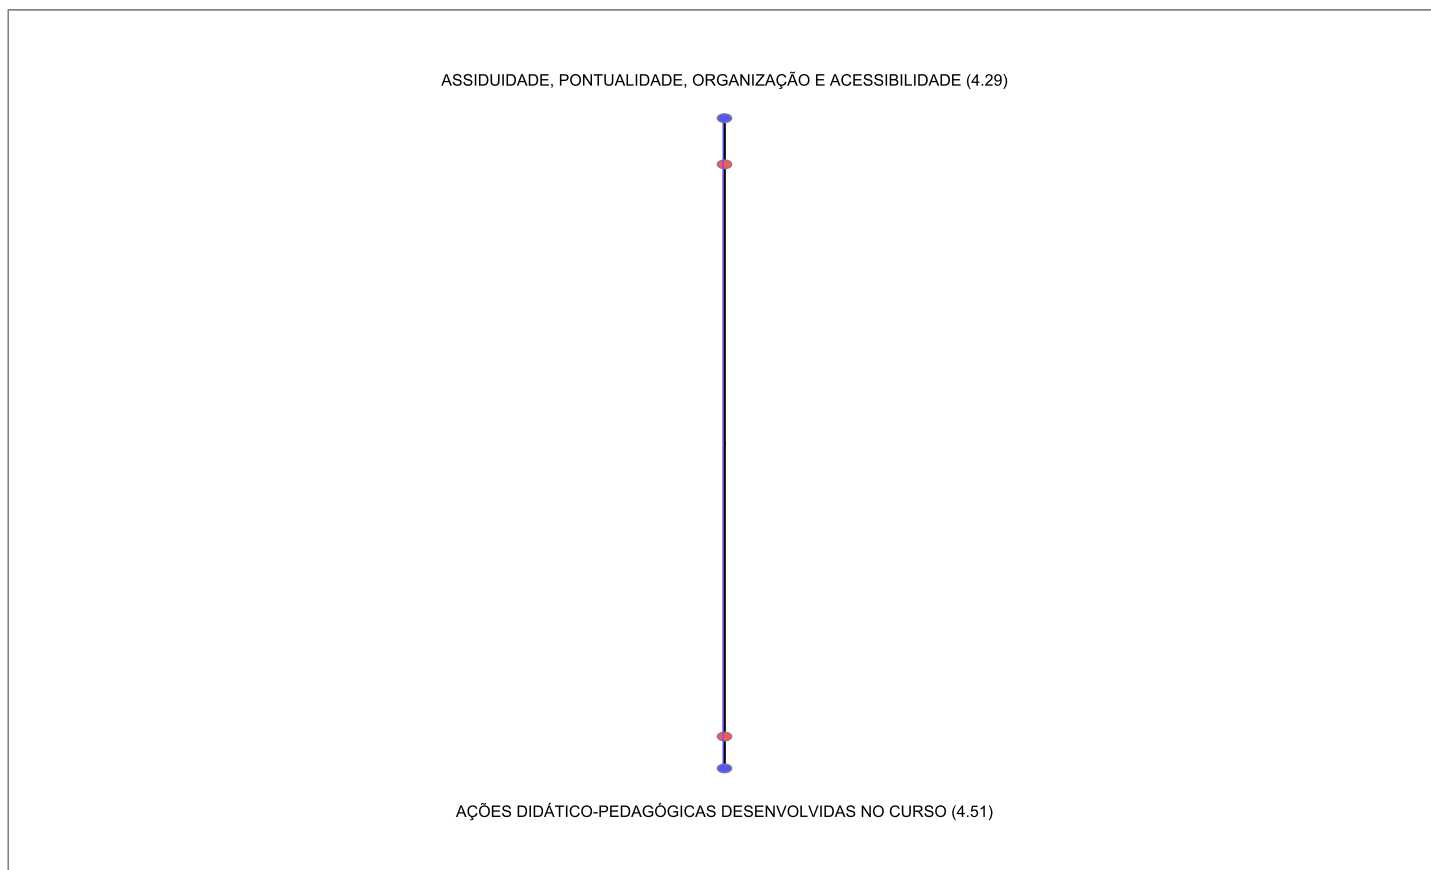 ASSIDUIDADE, PONTUALIDADE, ORGANIZAÇÃO E ACESSIBILIDADE (4.29)
AÇÕES DIDÁTICO-PEDAGÓGICAS DESENVOLVIDAS NO CURSO (4.51)